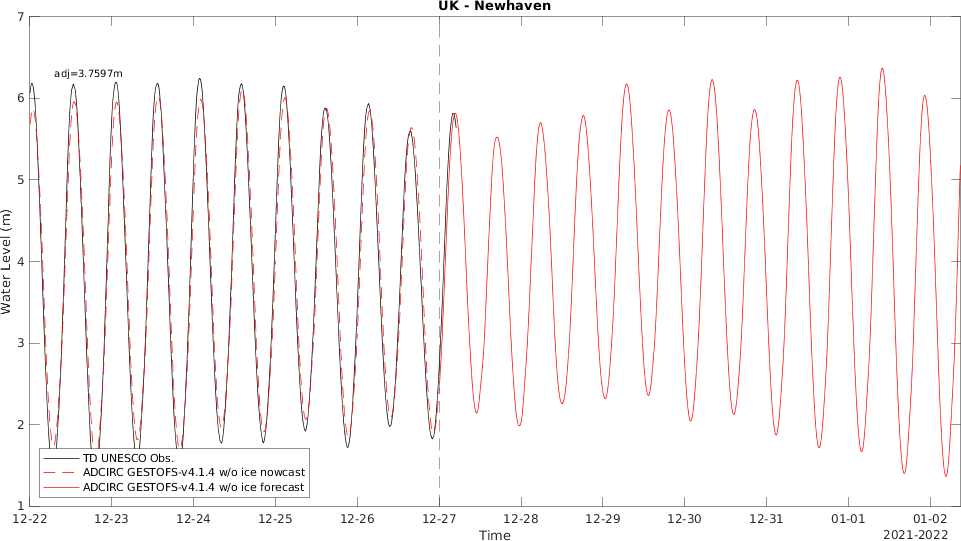 UK - Newhaven
7
adj=3.7597m
6
5
4
3
2
1
Water Level (m)
TD UNESCO Obs.
ADCIRC GESTOFS-v4.1.4 w/o ice nowcast
ADCIRC GESTOFS-v4.1.4 w/o ice forecast
12-22 12-23 12-24 12-25 12-26 12-27 12-28 12-29 12-30 12-31 01-01 01-02
Time
2021-2022